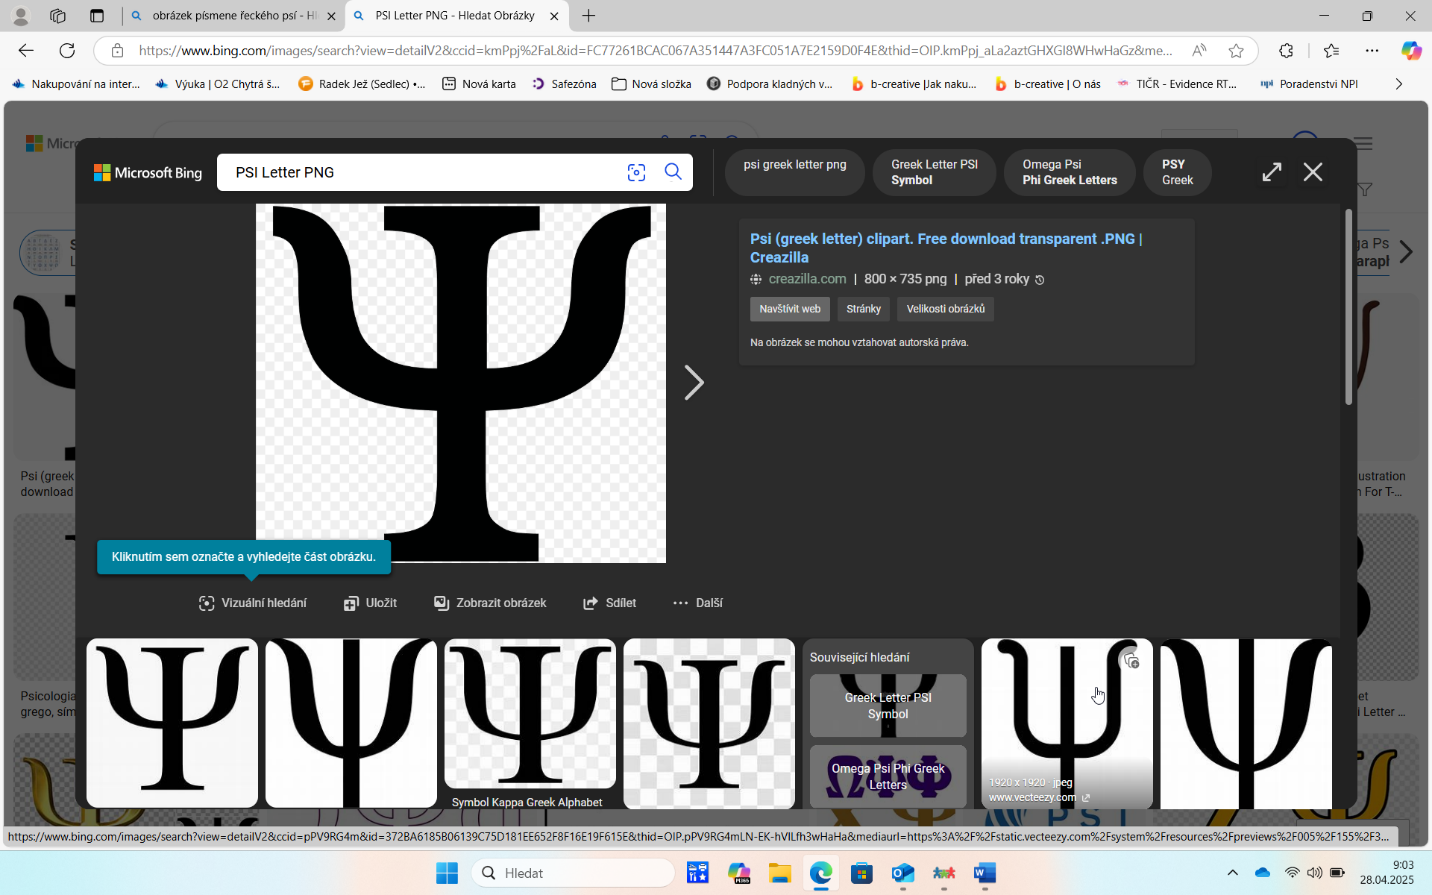 obrázek písmene řeckého psí - Hl
PSI Letter PNG - Hledat Obrázky
https://www.bing.com/images/search?view=detailV2&ccid=kmPpj%2FaL&id=FC77261BCAC067A351447A3FC051A7E2159D0F4E&thid=OIP.kmPpj_aLa2aztGHXGI8WHwHaGz&me...
Nakupování na inter...
Výuka | O2 Chytrá š...
Radek Jež (Sedlec) •...
Nová karta
Safezóna
Nová složka
Podpora kladných v...
b-creative |Jak naku...
b-creative | O nás
TIČR - Evidence RT...
Poradenství NPI
Micro
Microsoft Bing
PSI Letter PNG
psi greek letter png
Greek Letter PSI
Symbol
Omega Psi
Phi Greek Letters
PSY
Greek
Ψ
Psi (greek letter) clipart. Free download transparent .PNG |
Creazilla
creazilla.com | 800 × 735 png | před 3 roky
Navštívit web
Stránky
Velikosti obrázků
Na obrázek se mohou vztahovat autorská práva.
ga Ps
araph
Psi (greek
download
ustration
n For T-...
Kliknutím sem označte a vyhledejte část obrázku.
Vizuální hledání
Uložit
Zobrazit obrázek
Sdílet
Další
Psicologia
grego, sím
et
i Letter ...
Ψ
Ψ
Ψ
Symbol Kappa Greek Alphabet
Ψ
Související hledání
Greek Letter PSI
Symbol
Omega Psi Phi Greek
Letters
Ψ
1920 x 1920 · jpeg
www.vecteezy.com
Ψ
PSI
https://www.bing.com/images/search?view=detailV2&ccid=pPV9RG4m&id=372BA6185B06139C75D181EE652F8F16E19F615E&thid=OIP.pPV9RG4mLN-EK-hVILfh3wHaHa&mediaurl=https%3A%2F%2Fstatic.vecteezy.com%2Fsystem%2Fresources%2Fpreviews%2F005%2F155%2F3...
Hledat
9:03
28.04.2025